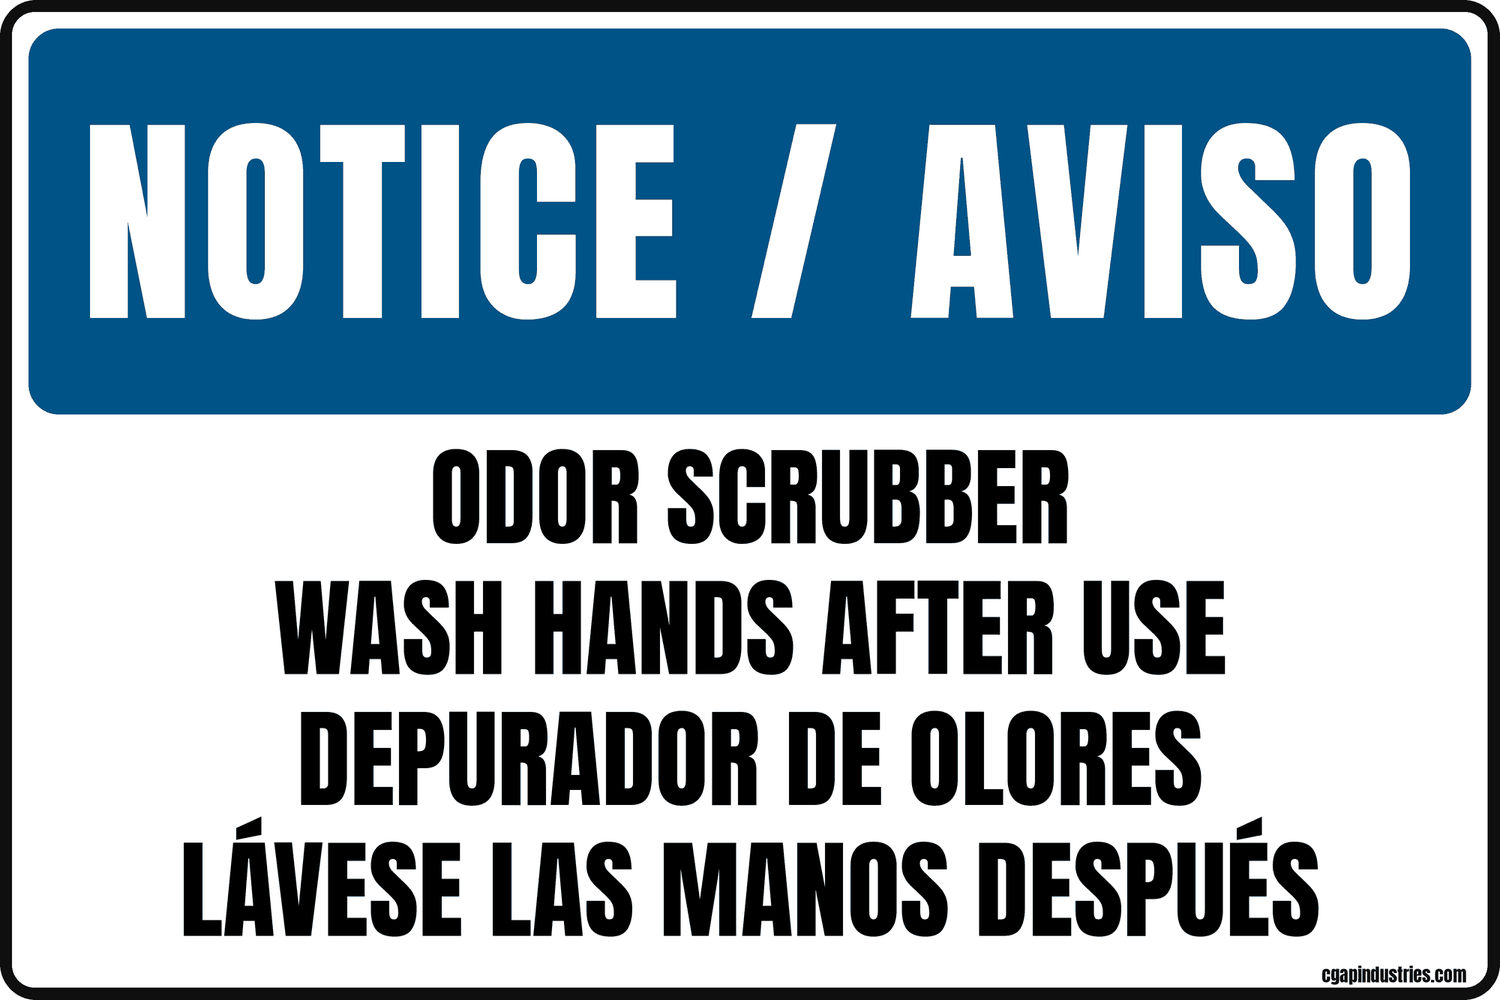 NOTICE / AVISO
ODOR SCRUBBER
WASH HANDS AFTER USE
DEPURADOR DE OLORES
LÁVESE LAS MANOS DESPUÉS
cgapindustries.com